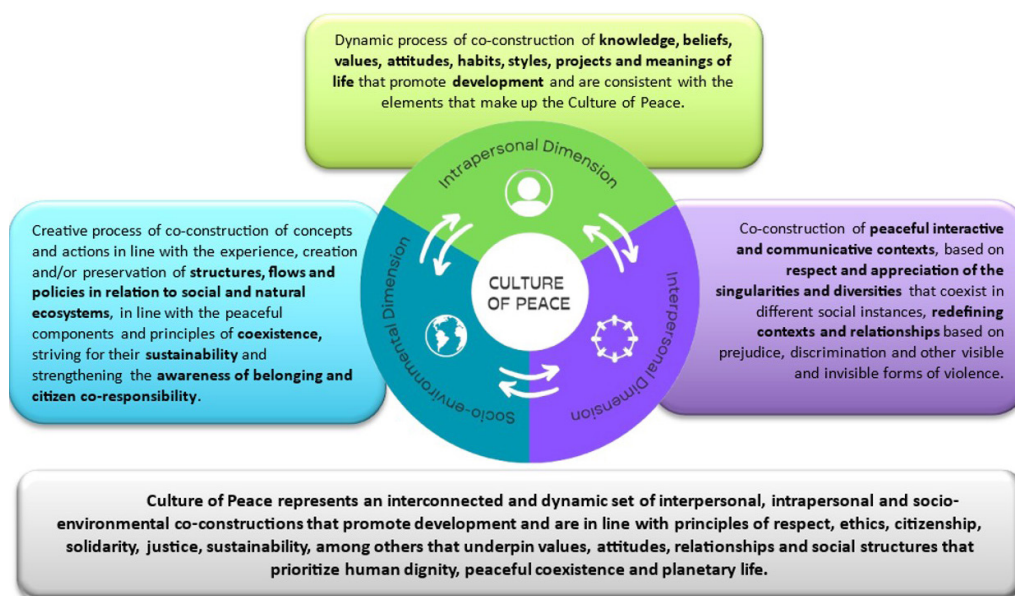 Dynamic process of co-construction of knowledge, beliefs,
values, attitudes, habits, styles, projects and meanings of
life that promote development and are consistent with the
elements that make up the Culture of Peace.
Intrapersonal Dimension
Creative process of co-construction of concepts
and actions in line with the experience, creation
and/or preservation of structures, flows and
policies in relation to social and natural
ecosystems, in line with the peaceful
components and principles of coexistence,
striving for their sustainability and
strengthening the awareness of belonging and
citizen co-responsibility.
Socio-environmental Dimension
CULTURE
OF PEACE
Interpersonal Dimension
Co-construction of peaceful interactive
and communicative contexts, based on
respect and appreciation of the
singularities and diversities that coexist in
different social instances, redefining
contexts and relationships based on
prejudice, discrimination and other visible
and invisible forms of violence.
Culture of Peace represents an interconnected and dynamic set of interpersonal, intrapersonal and socio-
environmental co-constructions that promote development and are in line with principles of respect, ethics, citizenship,
solidarity, justice, sustainability, among others that underpin values, attitudes, relationships and social structures that
prioritize human dignity, peaceful coexistence and planetary life.